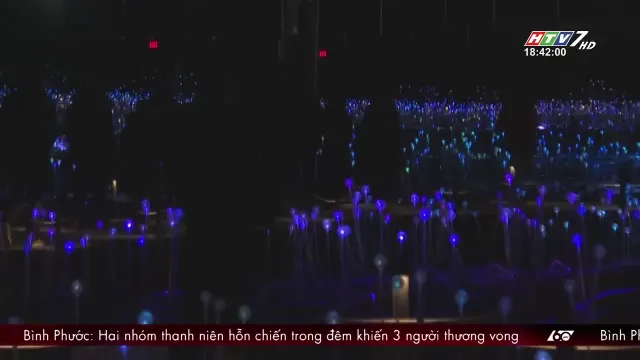 HTV7 HD
18:42:00
Bình Phước: Hai nhóm thanh niên hỗn chiến trong đêm khiến 3 người thương vong 60 Bình P